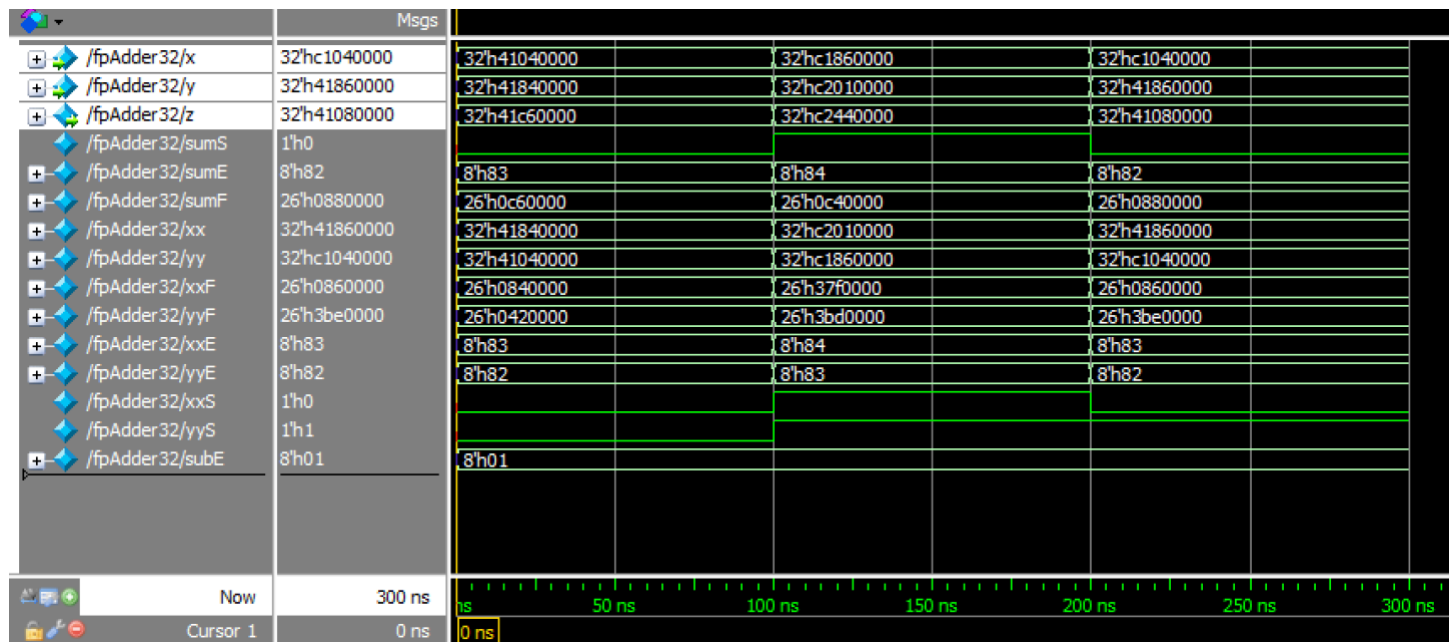 Msgs
/fpAdder32/x 32'hc1040000 32'h41040000 32'hc1860000 32'hc1040000
/fpAdder32/y 32'h41860000 32'h41840000 32'hc2010000 32'h41860000
/fpAdder32/z 32'h41080000 32'h41c60000 32'hc2440000 32'h41080000
/fpAdder32/sumS 1'h0
/fpAdder32/sumE 8'h82 8'h83 8'h84 8'h82
/fpAdder32/sumF 26'h0880000 26'h0c60000 26'h0c40000 26'h0880000
/fpAdder32/xx 32'h41860000 32'h41840000 32'hc2010000 32'h41860000
/fpAdder32/yy 32'hc1040000 32'h41040000 32'hc1860000 32'hc1040000
/fpAdder32/xxF 26'h0860000 26'h0840000 26'h37f0000 26'h0860000
/fpAdder32/yyF 26'h3be0000 26'h0420000 26'h3bd0000 26'h3be0000
/fpAdder32/xxE 8'h83 8'h83 8'h84 8'h83
/fpAdder32/yyE 8'h82 8'h82 8'h83 8'h82
/fpAdder32/xxS 1'h0
/fpAdder32/yyS 1'h1
/fpAdder32/subE 8'h01 8'h01
Now 300 ns ns 50 ns 100 ns 150 ns 200 ns 250 ns 300 ns
Cursor 1 0 ns 0 ns